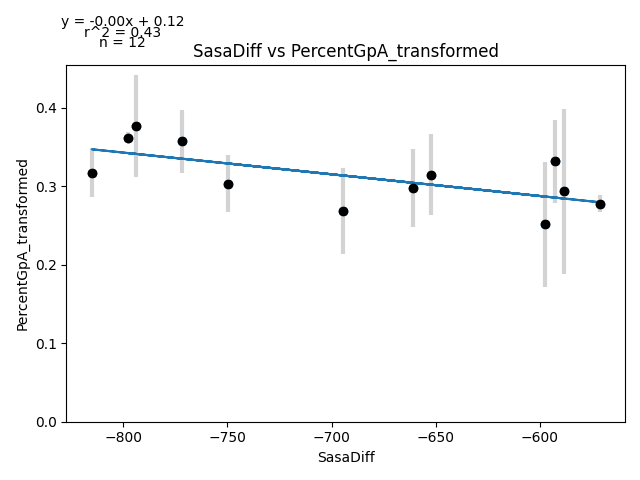 y = -0.00x + 0.12
r^2 = 0.43
n = 12
SasaDiff vs PercentGpA_transformed
PercentGpA_transformed
0.4
0.3
0.2
0.1
0.0
−800
−750
−700
−650
−600
SasaDiff